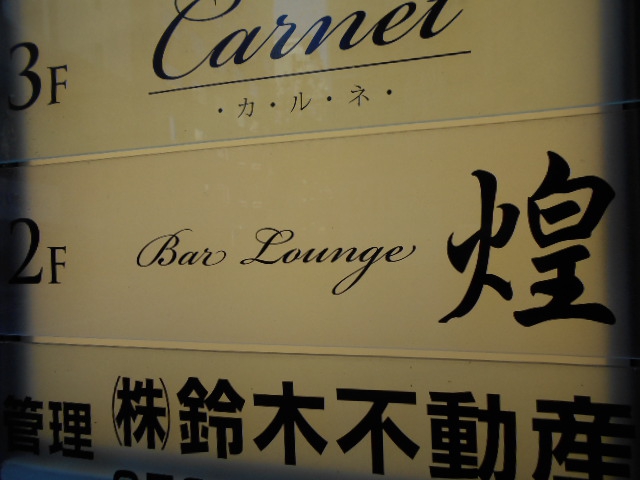 3F Carnet
・カ・ル・ネ・
2F Bar Lounge 煌
管理 ㈱鈴木不動産